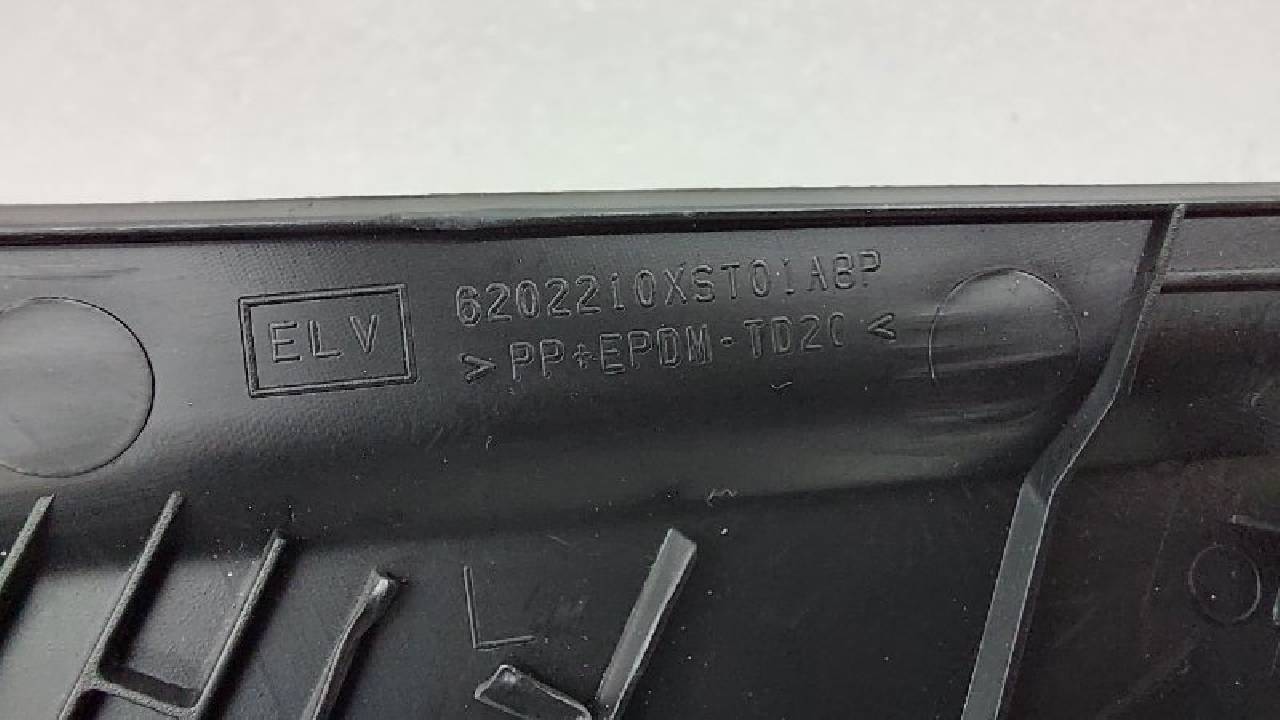 ELV
6202210XST01ABP
>PP+EPDM-TD20<
L